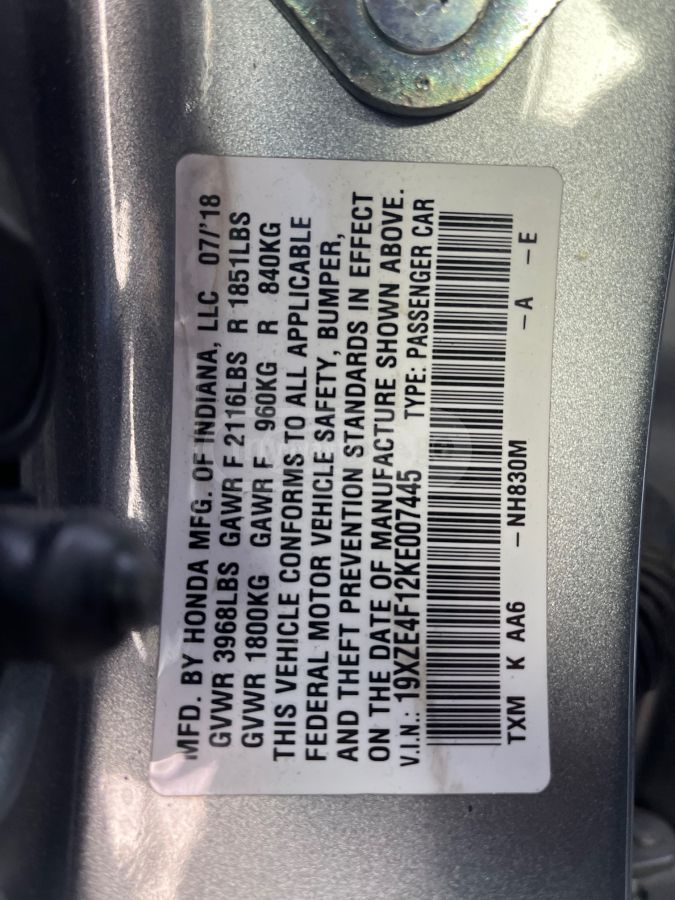 MFD. BY HONDA MFG. OF INDIANA, LLC 07/'18
GVWR 3968LBS GAWR F 2116LBS R 1851LBS
GVWR 1800KG GAWR F 960KG R 840KG
THIS VEHICLE CONFORMS TO ALL APPLICABLE
FEDERAL MOTOR VEHICLE SAFETY, BUMPER,
AND THEFT PREVENTION STANDARDS IN EFFECT
ON THE DATE OF MANUFACTURE SHOWN ABOVE.
V.I.N.: 19XZE4F12KE007445 TYPE: PASSENGER CAR
TXM K AA6 -NH830M -A -E